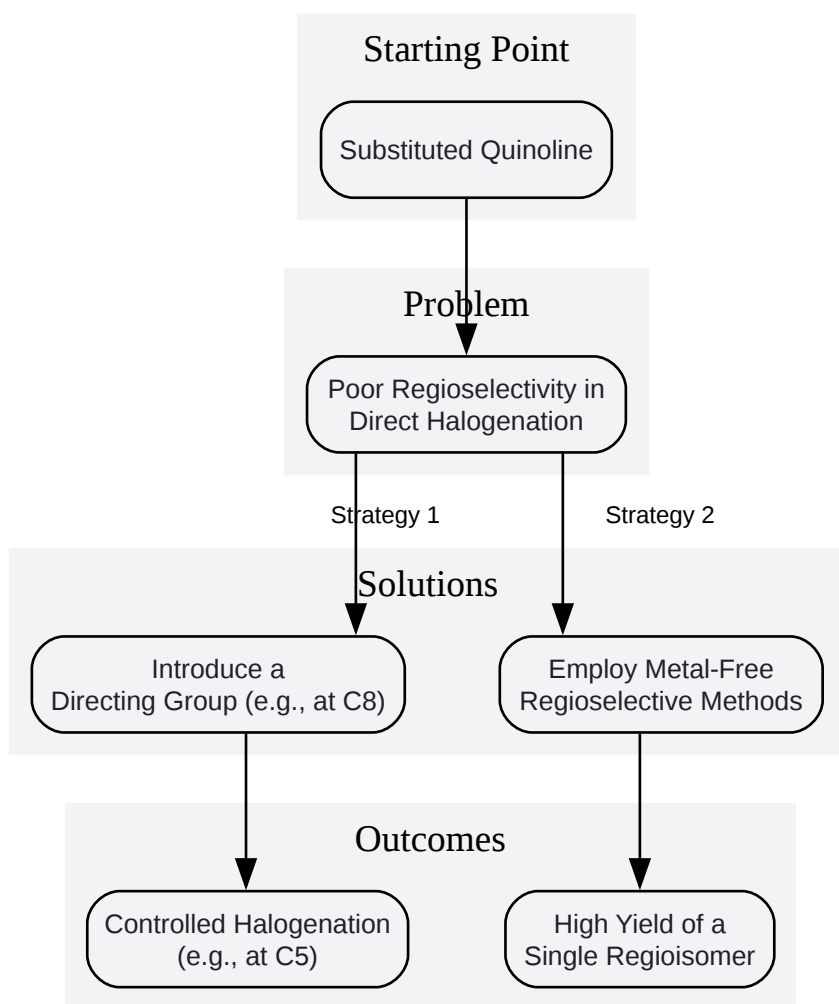 Starting Point
Substituted Quinoline
Problem
Poor Regioselectivity in
Direct Halogenation
Strategy 1
Strategy 2
Solutions
Introduce a
Directing Group (e.g., at C8)
Employ Metal-Free
Regioselective Methods
Outcomes
Controlled Halogenation
(e.g., at C5)
High Yield of a
Single Regioisomer